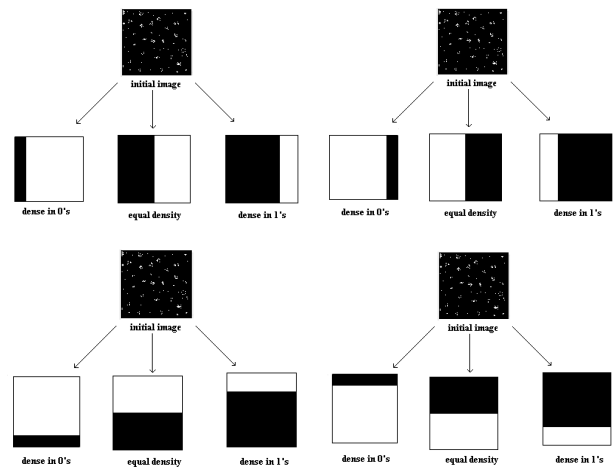 initial image
initial image
dense in 0's
equal density
dense in 1's
dense in 0's
equal density
dense in 1's
initial image
initial image
dense in 0's
equal density
dense in 1's
dense in 0's
equal density
dense in 1's